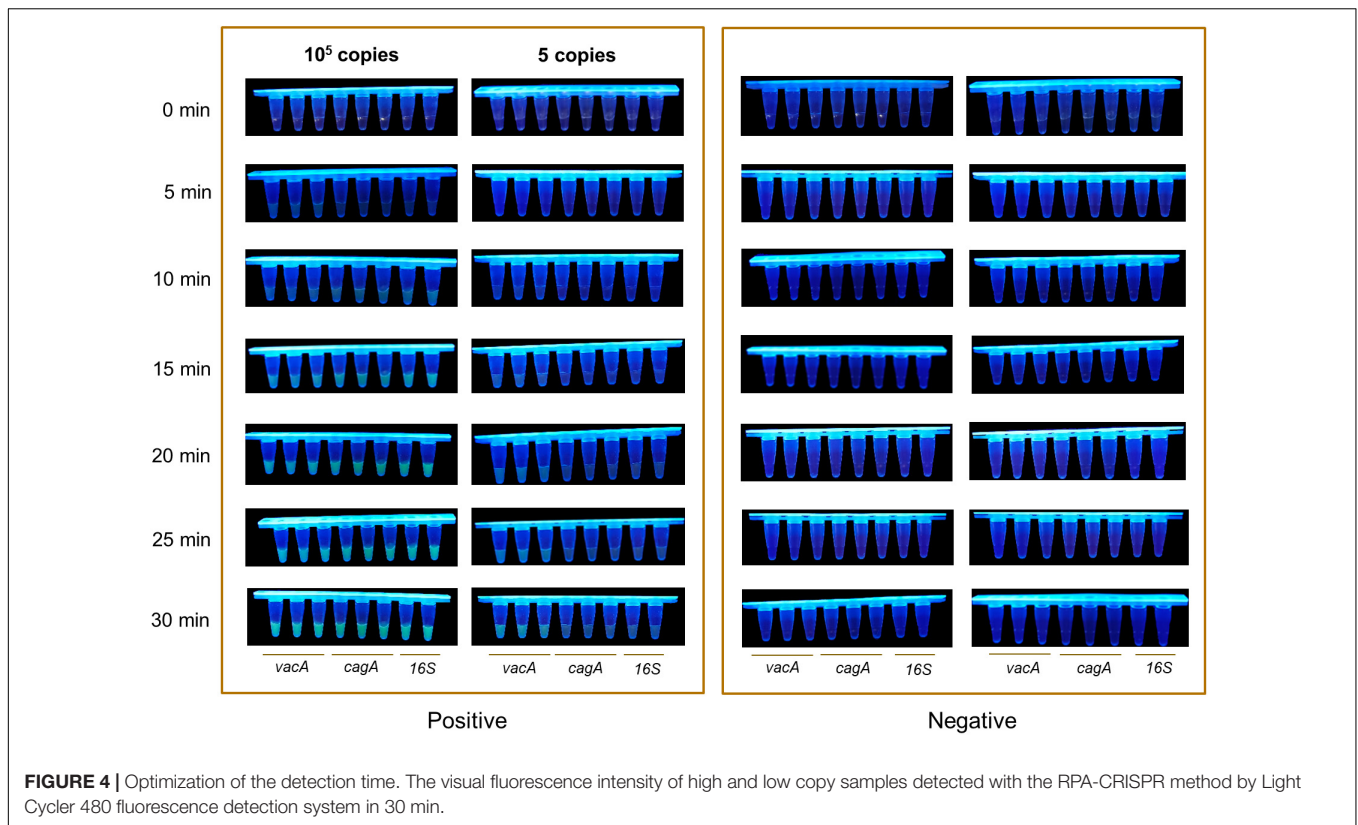 10⁵ copies 5 copies
0 min
5 min
10 min
15 min
20 min
25 min
30 min
vacA cagA 16S vacA cagA 16S vacA cagA 16S vacA cagA 16S
Positive Negative
FIGURE 4 | Optimization of the detection time. The visual fluorescence intensity of high and low copy samples detected with the RPA-CRISPR method by Light
Cycler 480 fluorescence detection system in 30 min.